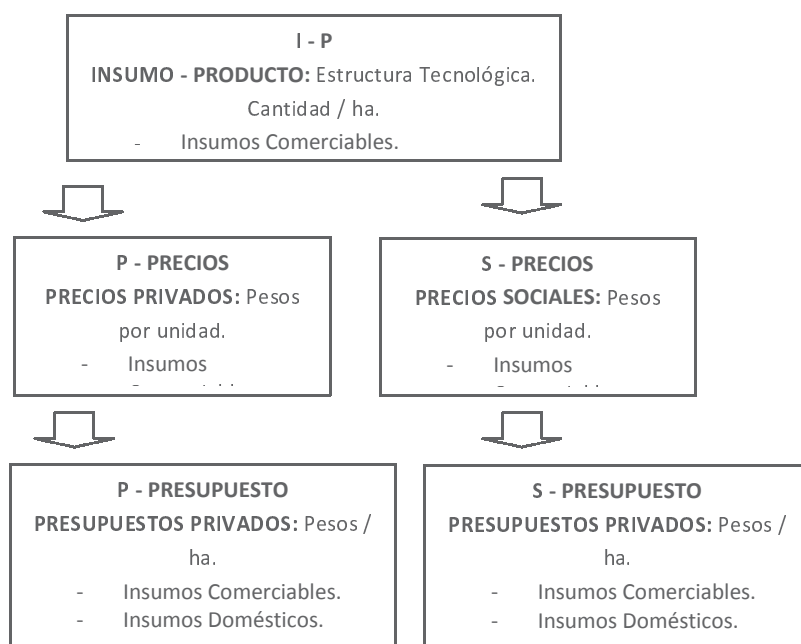 I - P
INSUMO - PRODUCTO: Estructura Tecnológica.
Cantidad / ha.
- Insumos Comerciables.
P - PRECIOS
PRECIOS PRIVADOS: Pesos
por unidad.
- Insumos
S - PRECIOS
PRECIOS SOCIALES: Pesos
por unidad.
- Insumos
P - PRESUPUESTO
PRESUPUESTOS PRIVADOS: Pesos /
ha.
- Insumos Comerciables.
- Insumos Domésticos.
S - PRESUPUESTO
PRESUPUESTOS PRIVADOS: Pesos /
ha.
- Insumos Comerciables.
- Insumos Domésticos.